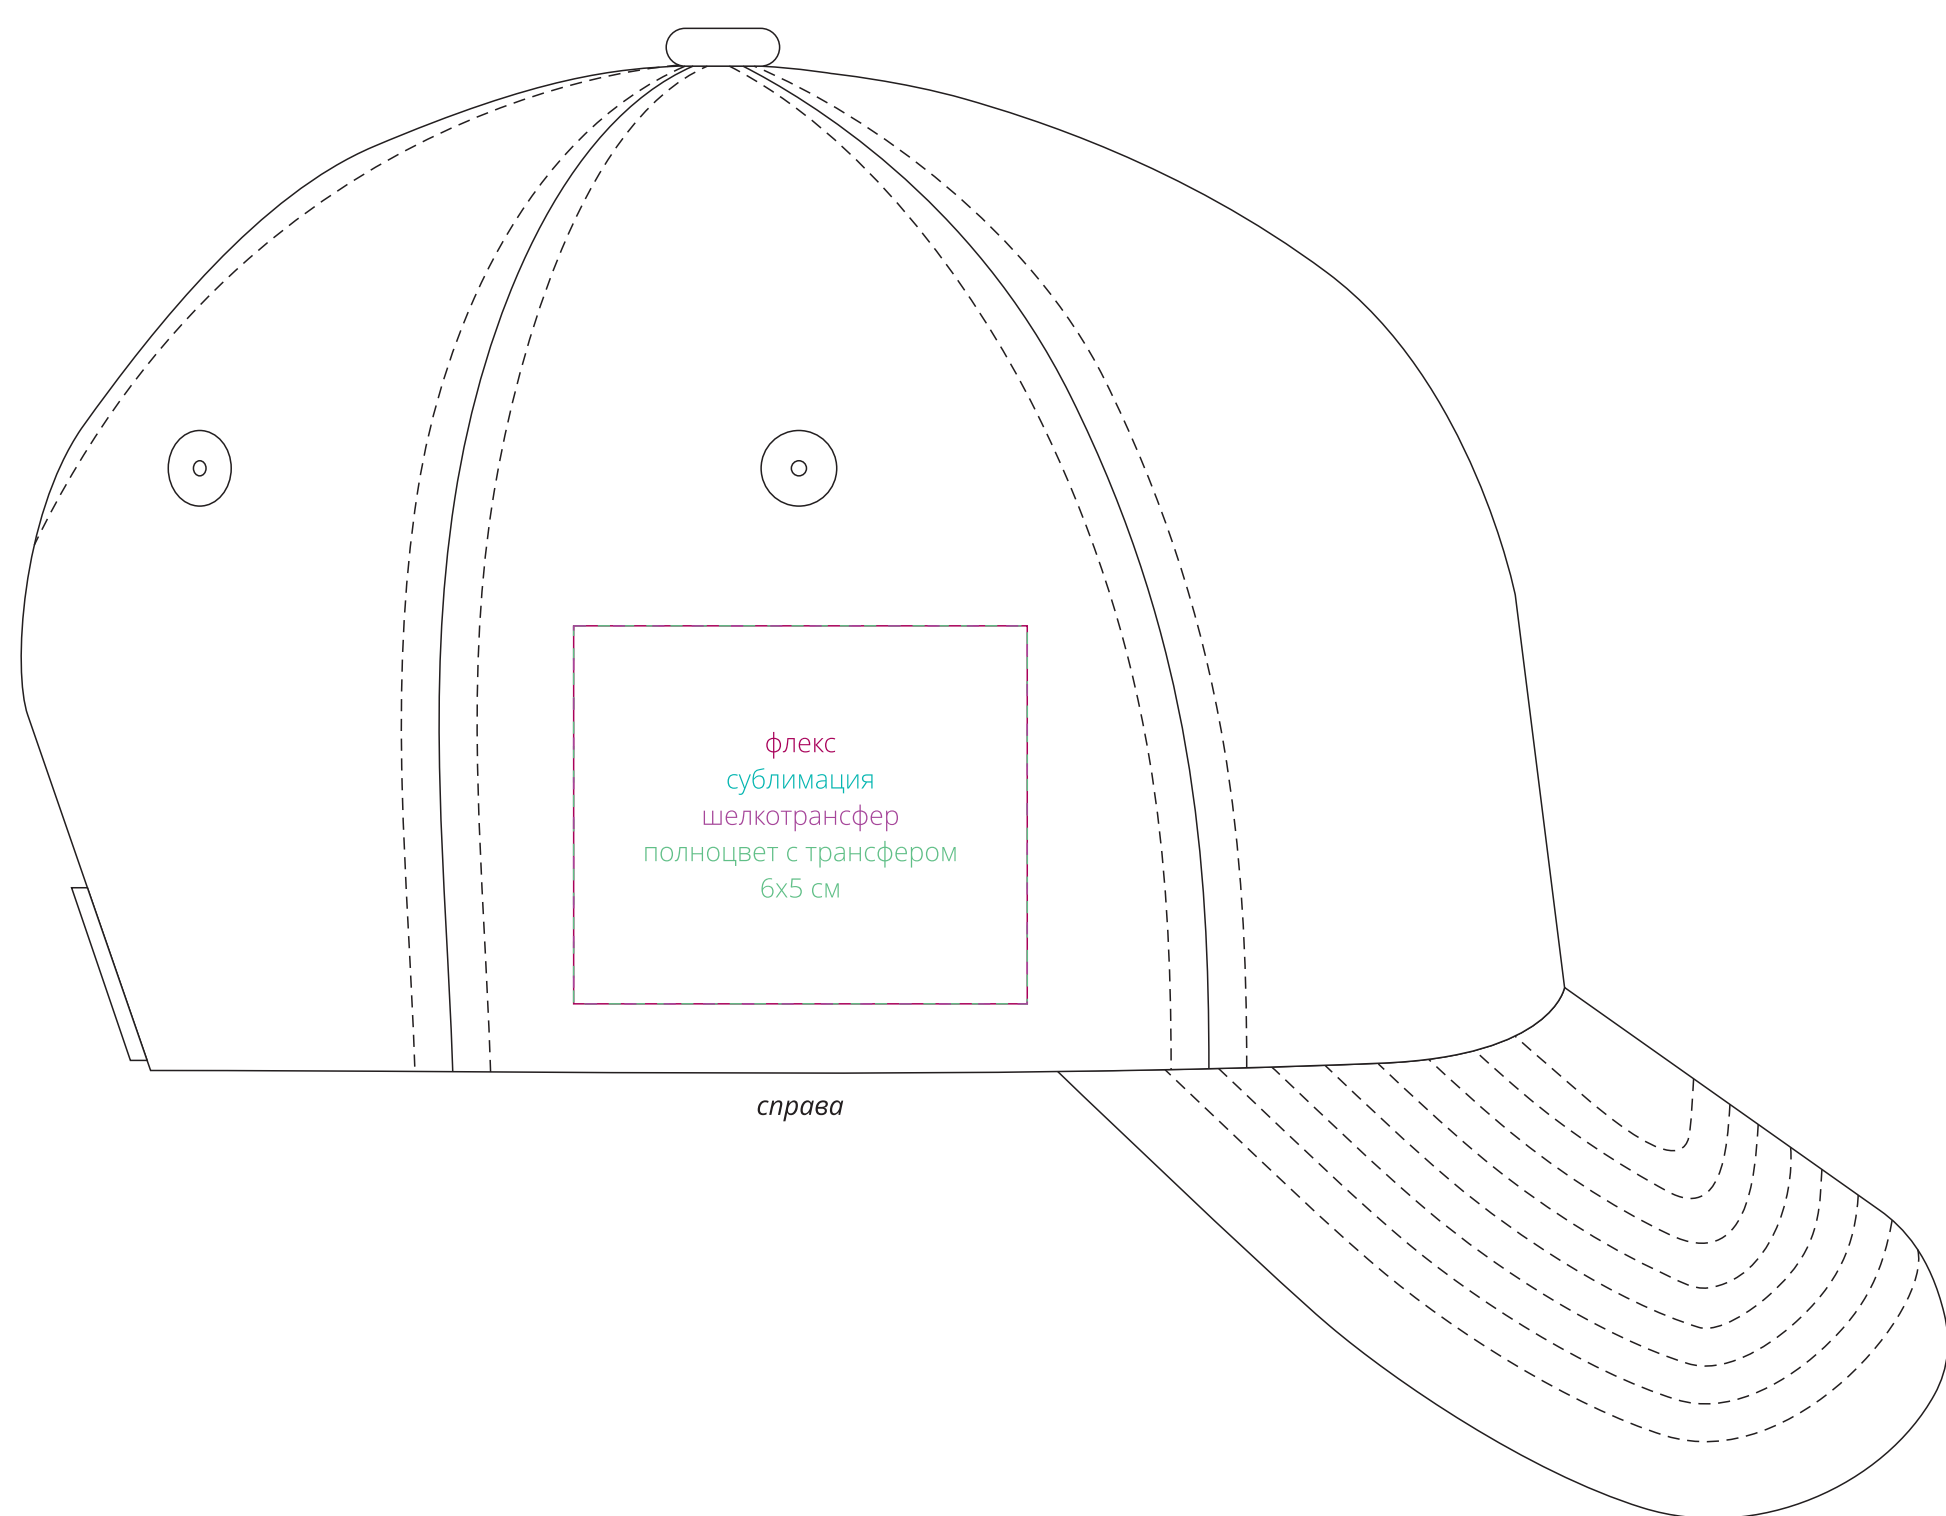 флекс
сублимация
шелкотрансфер
полноцвет с трансфером
6х5 см
справа